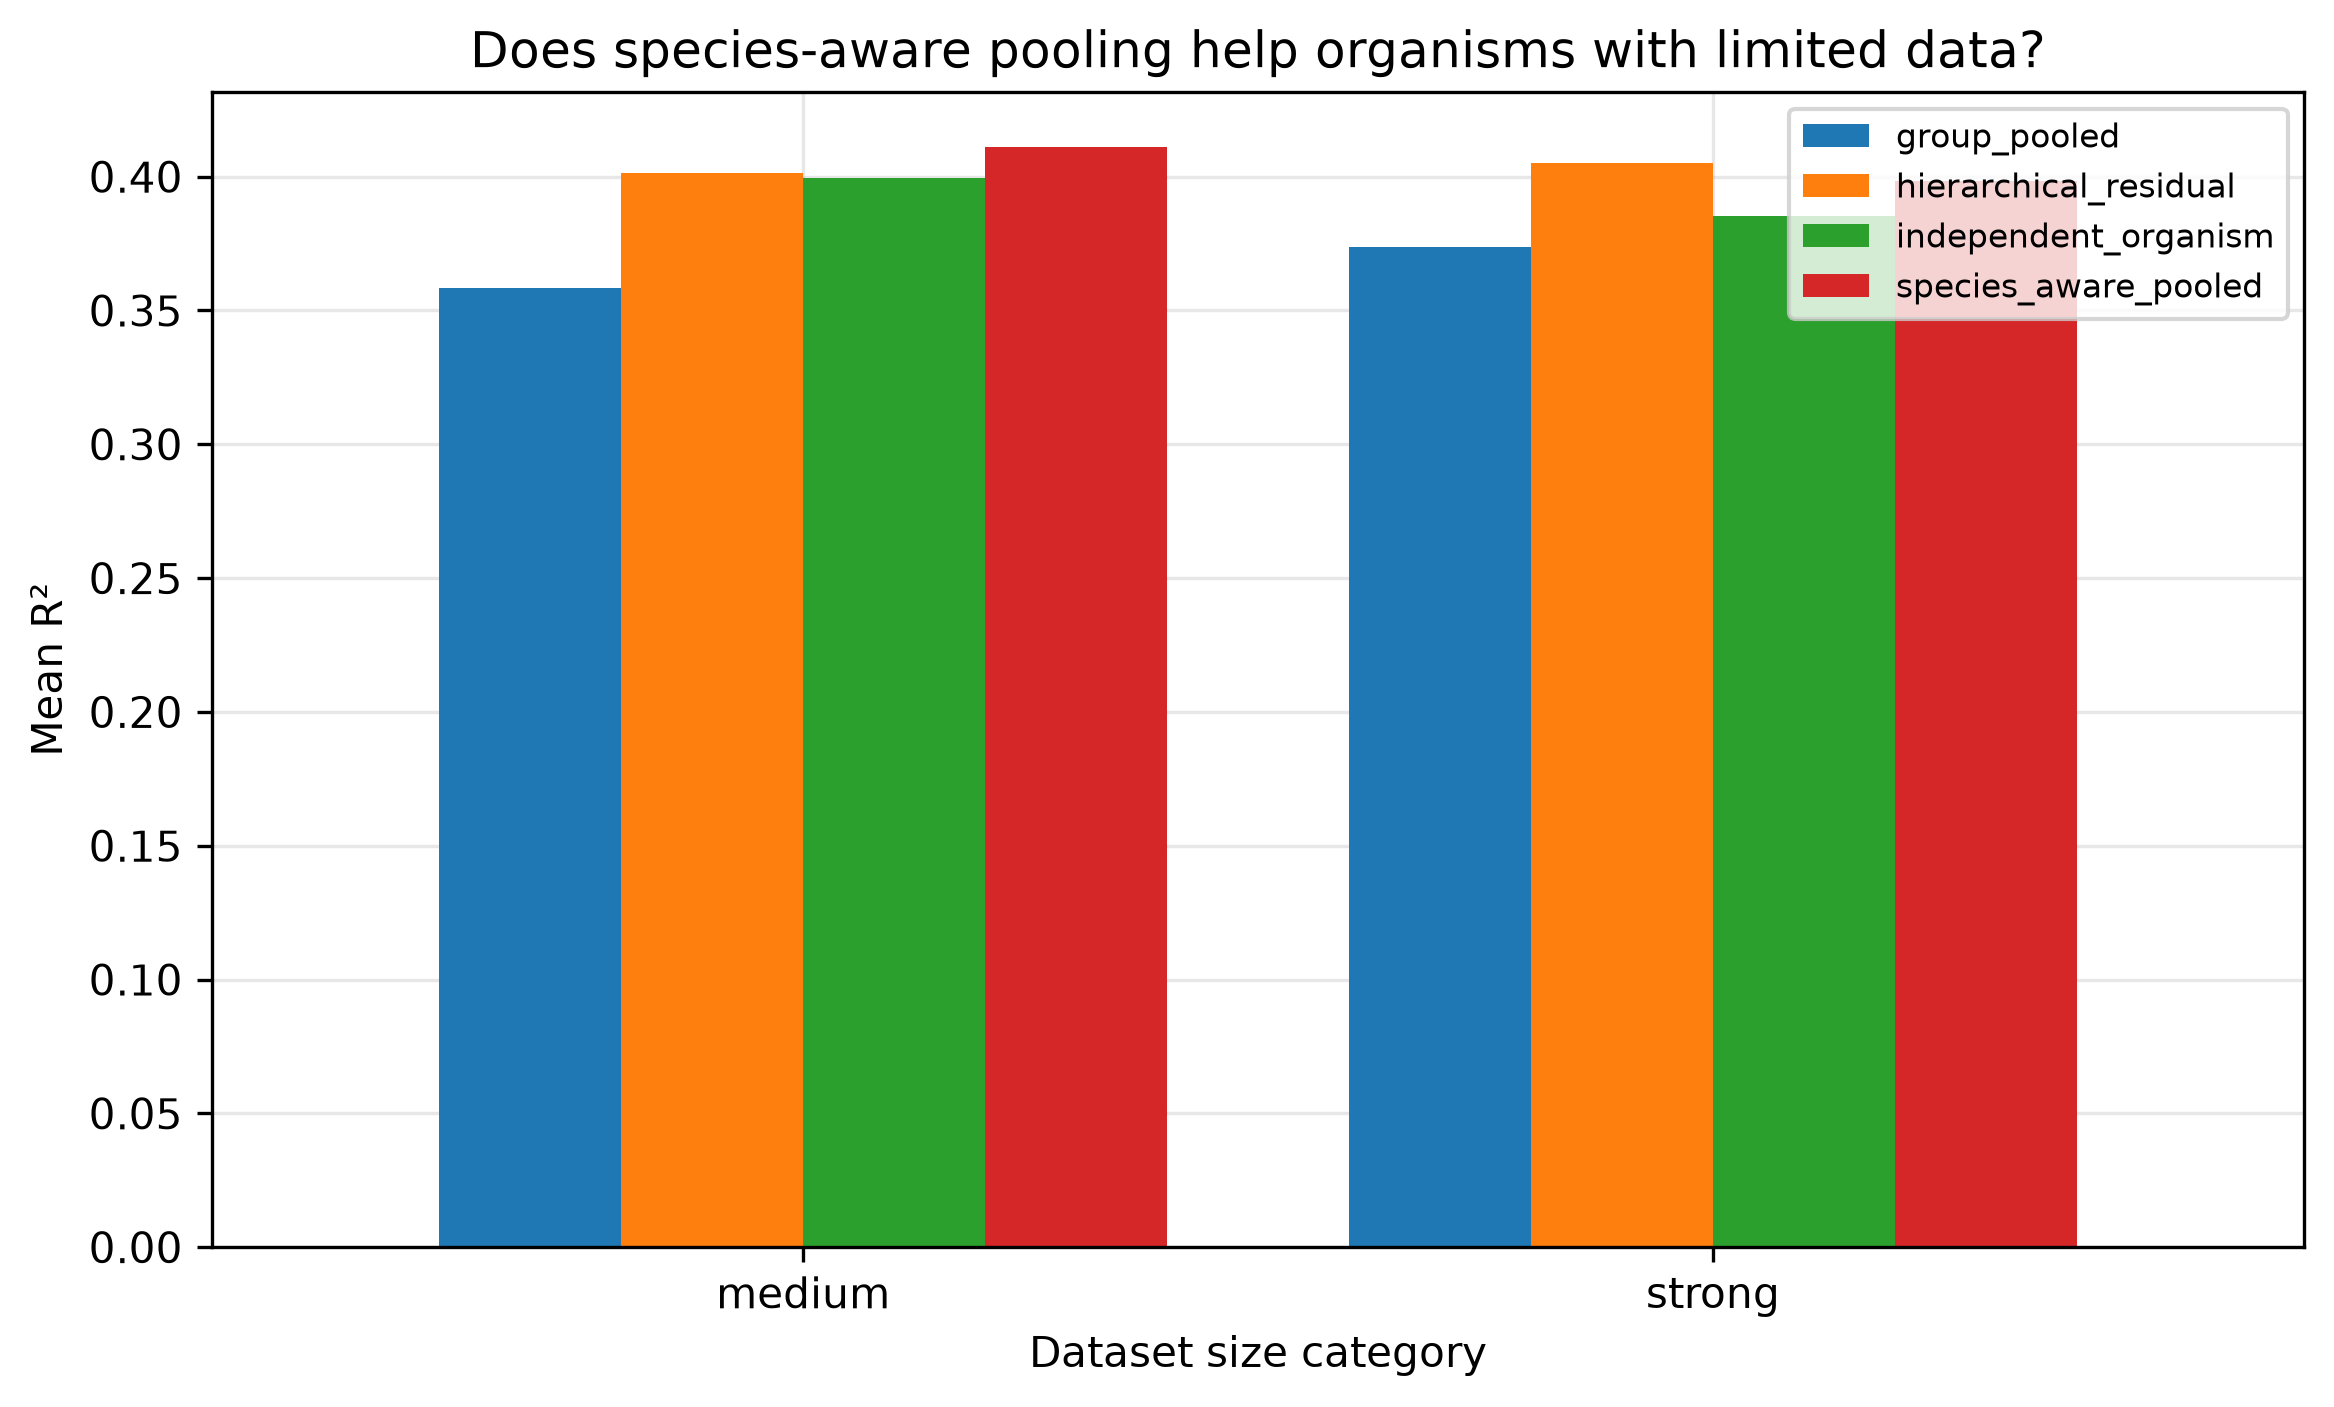 Does species-aware pooling help organisms with limited data?
group_pooled
hierarchical_residual
independent_organism
species_aware_pooled
0.40
0.35
0.30
0.25
0.20
0.15
0.10
0.05
0.00
Mean R²
medium
strong
Dataset size category